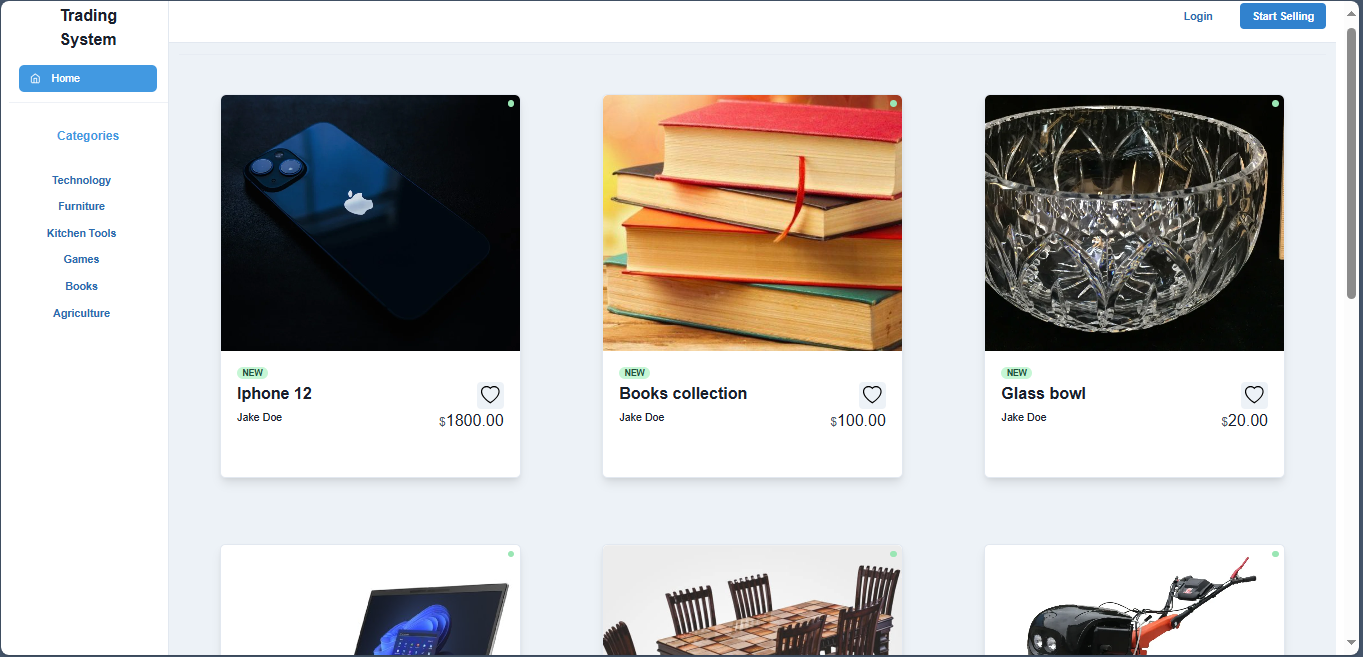 Trading
System
Home
Categories
Technology
Furniture
Kitchen Tools
Games
Books
Agriculture
Login
Start Selling
NEW
Iphone 12
Jake Doe
$1800.00
NEW
Books collection
Jake Doe
$100.00
NEW
Glass bowl
Jake Doe
$20.00